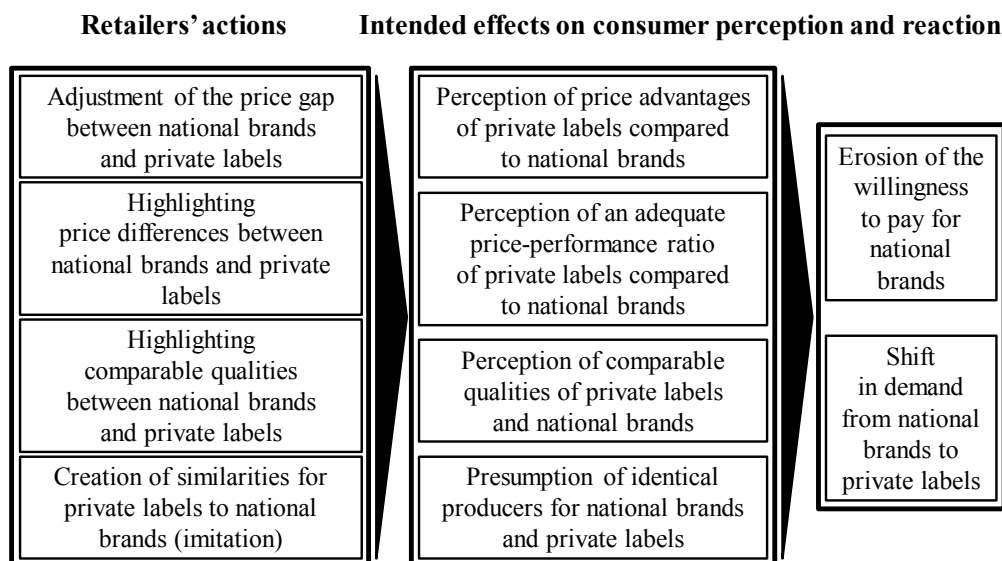 Retailers' actions
Intended effects on consumer perception and reaction
Adjustment of the price gap
between national brands
and private labels
Highlighting
price differences between
national brands and private
labels
Highlighting
comparable qualities
between national brands
and private labels
Creation of similarities for
private labels to national
brands (imitation)
Perception of price advantages
of private labels compared
to national brands
Perception of an adequate
price-performance ratio
of private labels compared
to national brands
Perception of comparable
qualities of private labels
and national brands
Presumption of identical
producers for national brands
and private labels
Erosion of the
willingness
to pay for
national
brands
Shift
in demand
from national
brands to
private labels